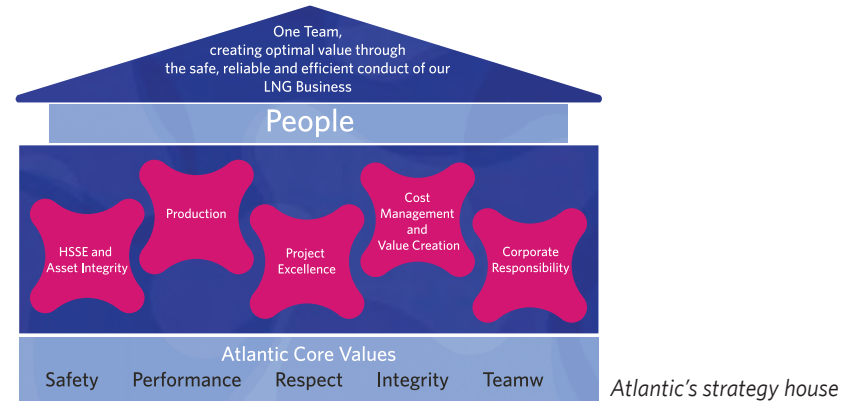 One Team,
creating optimal value through
the safe, reliable and efficient conduct of our
LNG Business
People
HSSE and
Asset Integrity
Production
Project
Excellence
Cost
Management
and
Value Creation
Corporate
Responsibility
Atlantic Core Values
Safety Performance Respect Integrity Teamw
Atlantic's strategy house